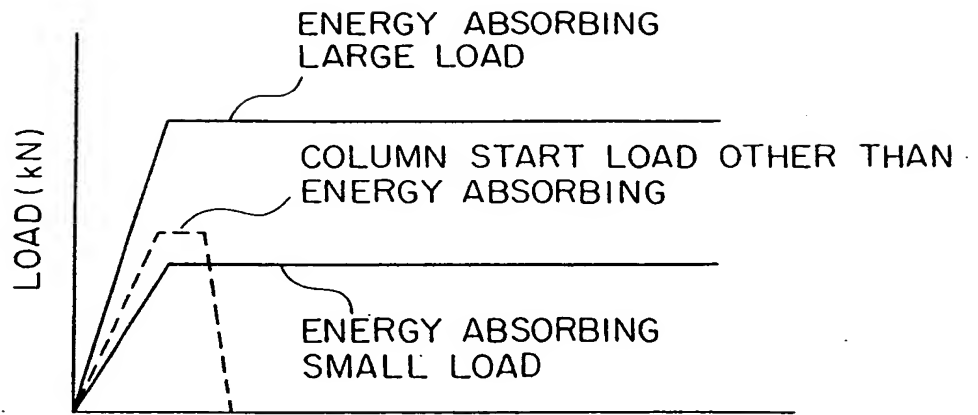 ENERGY ABSORBING
LARGE LOAD
COLUMN START LOAD OTHER THAN
ENERGY ABSORBING
LOAD(kN)
ENERGY ABSORBING
SMALL LOAD